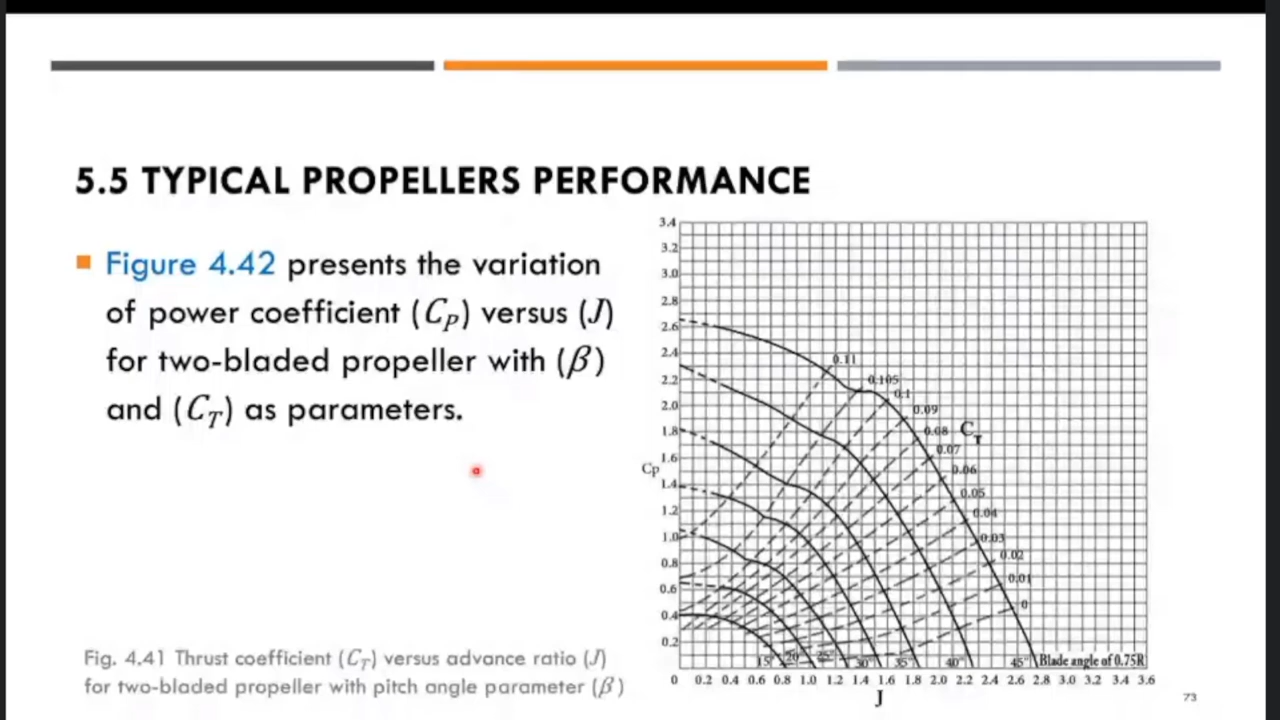 5.5 TYPICAL PROPELLERS PERFORMANCE
Figure 4.42 presents the variation
of power coefficient (C_P) versus (J)
for two-bladed propeller with (β)
and (C_T) as parameters.
Fig. 4.41 Thrust coefficient (C_T) versus advance ratio (J)
for two-bladed propeller with pitch angle parameter (β)
3.4
3.2
3.0
2.8
2.6
2.4
2.2
2.0
1.8
1.6
Cp
1.4
1.2
1.0
0.8
0.6
0.4
0.2
0.11
0.105
0.1
0.09
0.08
C_T
0.07
0.06
0.05
0.04
0.03
0.02
0.01
0
15° 20° 25° 30° 35° 40° 45° Blade angle of 0.75R
0 0.2 0.4 0.6 0.8 1.0 1.2 1.4 1.6 1.8 2.0 2.2 2.4 2.6 2.8 3.0 3.2 3.4 3.6
J
73